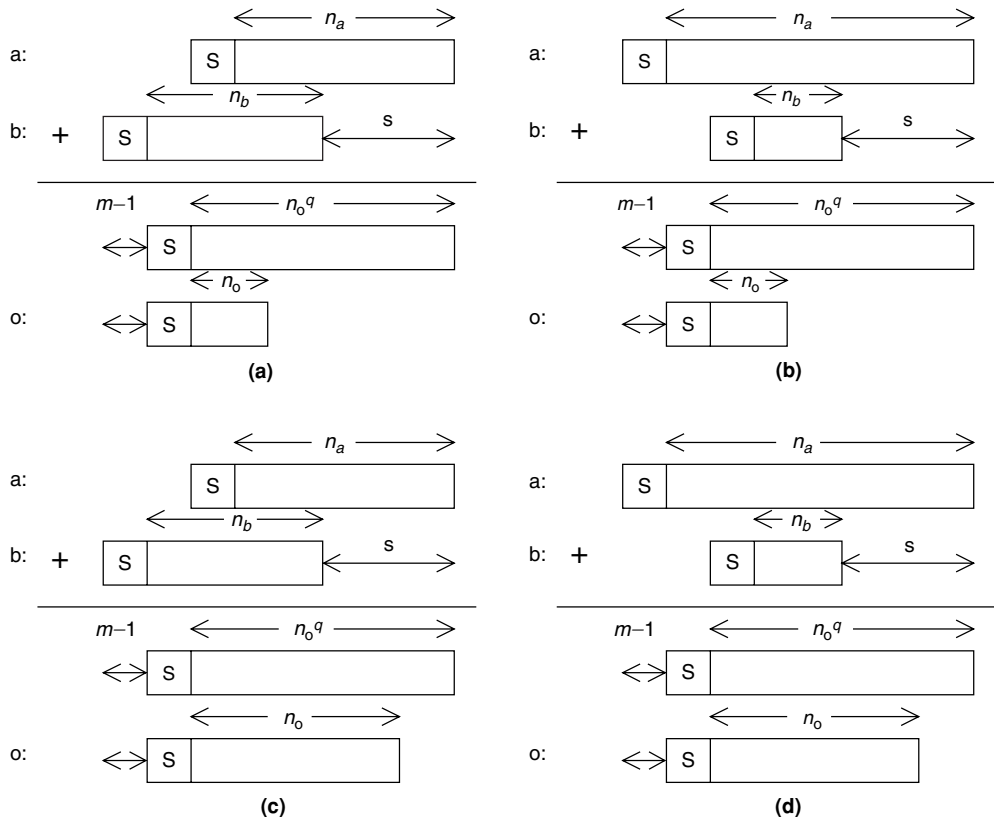 n_a
a: S
n_b
b: + S s
m–1 n_o^q
S
n_o
o: S
(a)
n_a
a: S
n_b
b: + S s
m–1 n_o^q
S
n_o
o: S
(b)
n_a
a: S
n_b
b: + S s
m–1 n_o^q
S
n_o
o: S
(c)
n_a
a: S
n_b
b: + S s
m–1 n_o^q
S
n_o
o: S
(d)